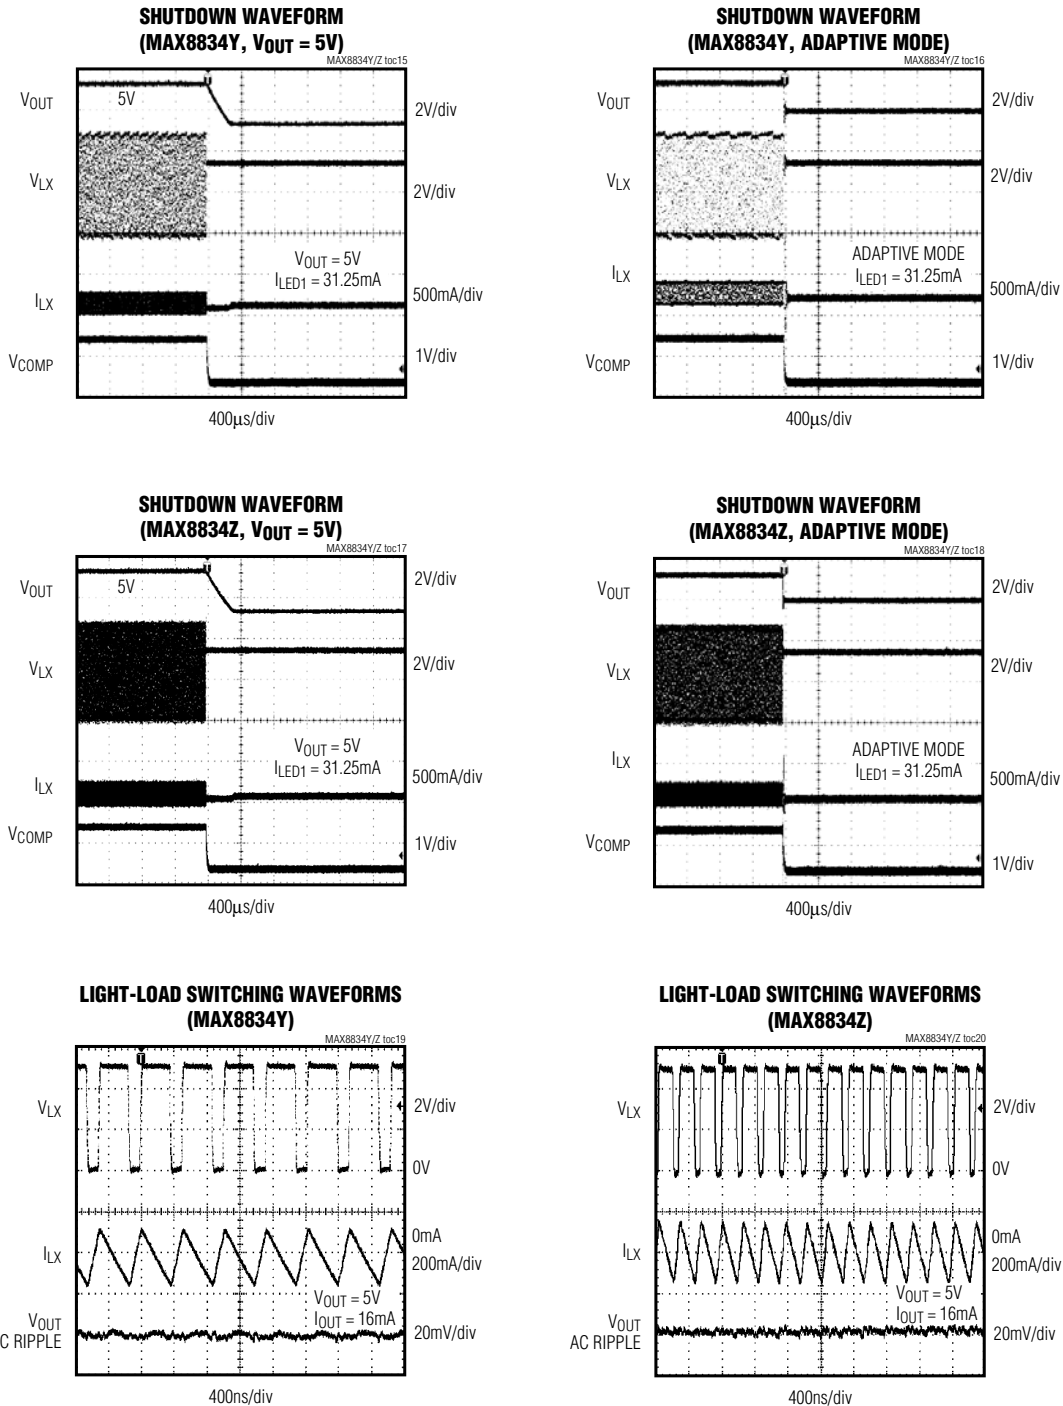 SHUTDOWN WAVEFORM
(MAX8834Y, VOUT = 5V)
MAX8834Y/Z toc15
VOUT
5V
2V/div
VLX
2V/div
VOUT = 5V
ILED1 = 31.25mA
ILX
500mA/div
VCOMP
1V/div
400µs/div
SHUTDOWN WAVEFORM
(MAX8834Y, ADAPTIVE MODE)
MAX8834Y/Z toc16
VOUT
2V/div
VLX
2V/div
ADAPTIVE MODE
ILED1 = 31.25mA
ILX
500mA/div
VCOMP
1V/div
400µs/div
SHUTDOWN WAVEFORM
(MAX8834Z, VOUT = 5V)
MAX8834Y/Z toc17
VOUT
5V
2V/div
VLX
2V/div
VOUT = 5V
ILED1 = 31.25mA
ILX
500mA/div
VCOMP
1V/div
400µs/div
SHUTDOWN WAVEFORM
(MAX8834Z, ADAPTIVE MODE)
MAX8834Y/Z toc18
VOUT
2V/div
VLX
2V/div
ADAPTIVE MODE
ILED1 = 31.25mA
ILX
500mA/div
VCOMP
1V/div
400µs/div
LIGHT-LOAD SWITCHING WAVEFORMS
(MAX8834Y)
MAX8834Y/Z toc19
VLX
2V/div
0V
0mA
ILX
200mA/div
VOUT = 5V
IOUT = 16mA
VOUT
C RIPPLE
20mV/div
400ns/div
LIGHT-LOAD SWITCHING WAVEFORMS
(MAX8834Z)
MAX8834Y/Z toc20
VLX
2V/div
0V
0mA
ILX
200mA/div
VOUT = 5V
IOUT = 16mA
VOUT
AC RIPPLE
20mV/div
400ns/div